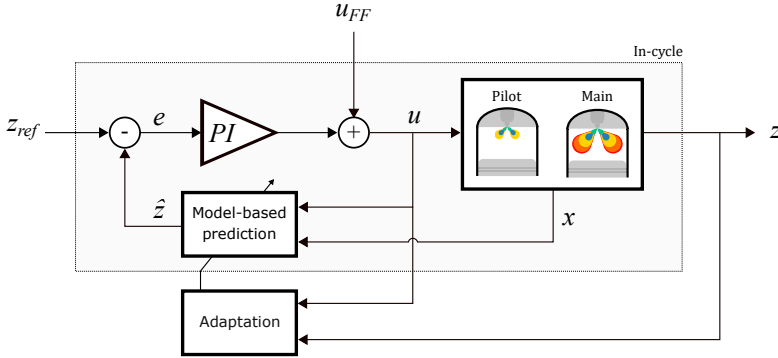 u_FF
In-cycle
Pilot
Main
z_ref
-
e
PI
+
u
z
ẑ
Model-based
prediction
x
Adaptation